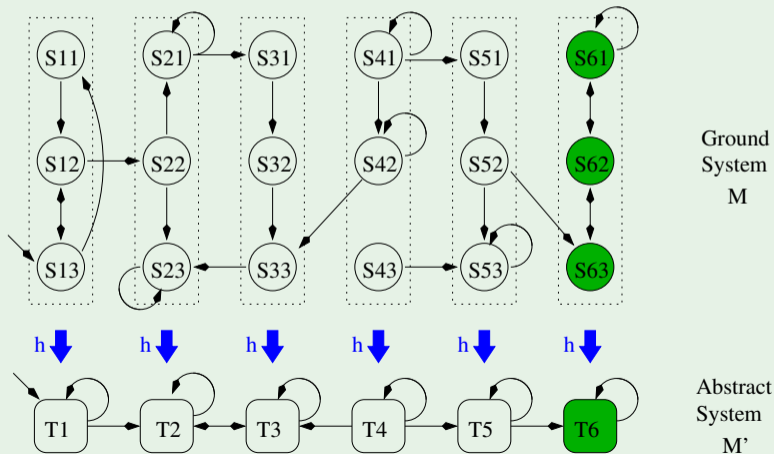 S11 S21 S31 S41 S51 S61
S12 S22 S32 S42 S52 S62
S13 S23 S33 S43 S53 S63
Ground
System
M
h h h h h h
T1 T2 T3 T4 T5 T6
Abstract
System
M'